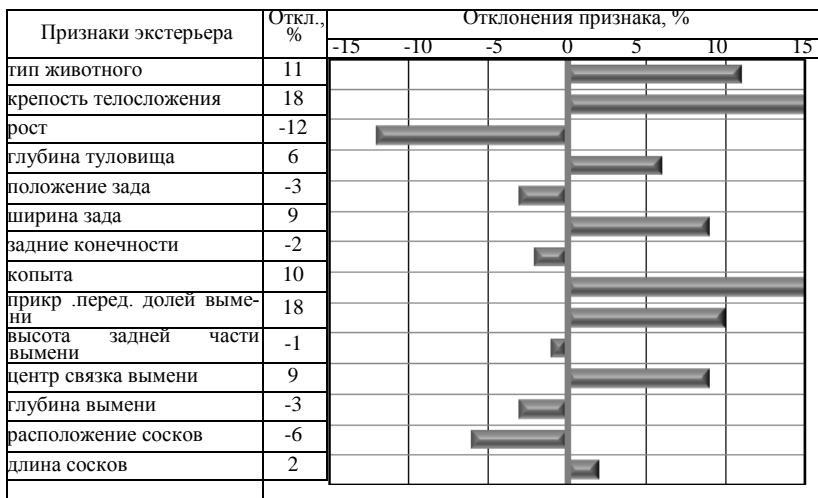 Признаки экстерьера Откл., % Отклонения признака, %
-15 -10 -5 0 5 10 15
тип животного 11
крепость телосложения 18
рост -12
глубина туловища 6
положение зада -3
ширина зада 9
задние конечности -2
копыта 10
прикр .перед. долей выме-
ни 18
высота задней части
вымени -1
центр связка вымени 9
глубина вымени -3
расположение сосков -6
длина сосков 2